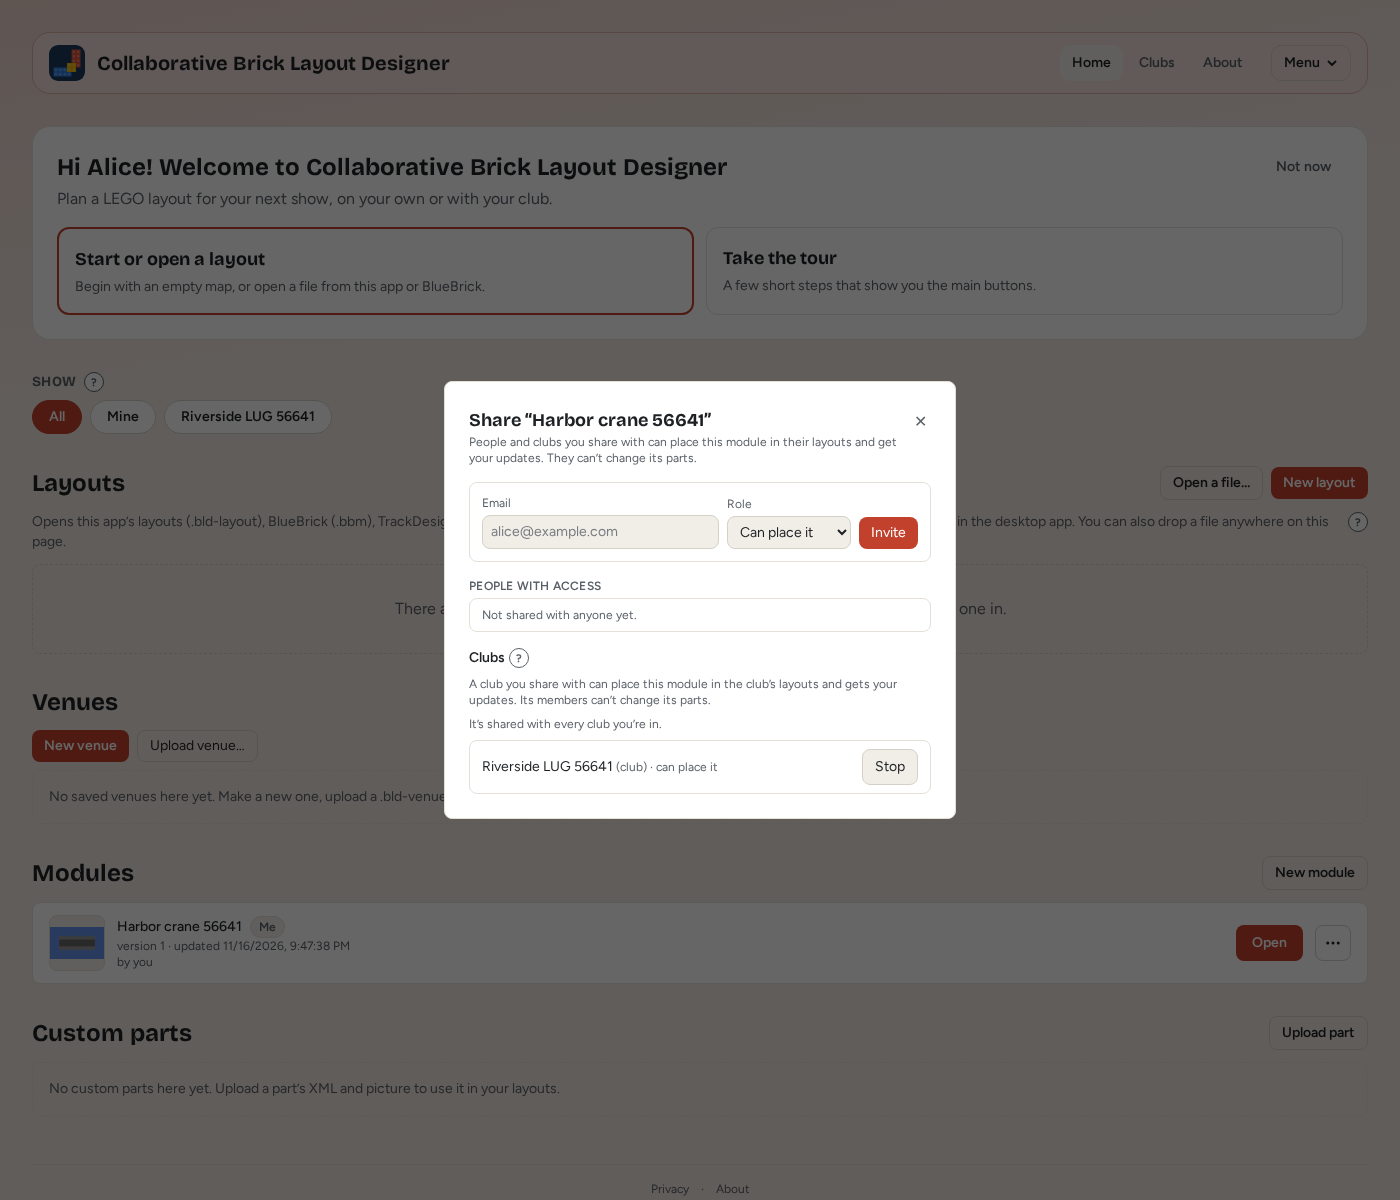 Collaborative Brick Layout Designer
Home
Clubs
About
Menu
Hi Alice! Welcome to Collaborative Brick Layout Designer
Not now
Plan a LEGO layout for your next show, on your own or with your club.
Start or open a layout
Begin with an empty map, or open a file from this app or BlueBrick.
Take the tour
A few short steps that show you the main buttons.
SHOW ?
All
Mine
Riverside LUG 56641
Layouts
Open a file…
New layout
Opens this app's layouts (.bld-layout), BlueBrick (.bbm), in the desktop app. You can also drop a file anywhere on this ?
page.
There one in.
Venues
New venue
Upload venue…
No saved venues here yet. Make a new one, upload a .bld-venue
Share “Harbor crane 56641” ×
People and clubs you share with can place this module in their layouts and get
your updates. They can’t change its parts.
Email
Role
alice@example.com
Can place it
Invite
PEOPLE WITH ACCESS
Not shared with anyone yet.
Clubs ?
A club you share with can place this module in the club’s layouts and gets your
updates. Its members can’t change its parts.
It’s shared with every club you’re in.
Riverside LUG 56641 (club) · can place it
Stop
Modules
New module
Harbor crane 56641 Me
version 1 · updated 11/16/2026, 9:47:38 PM
by you
Open
Custom parts
Upload part
No custom parts here yet. Upload a part's XML and picture to use it in your layouts.
Privacy · About